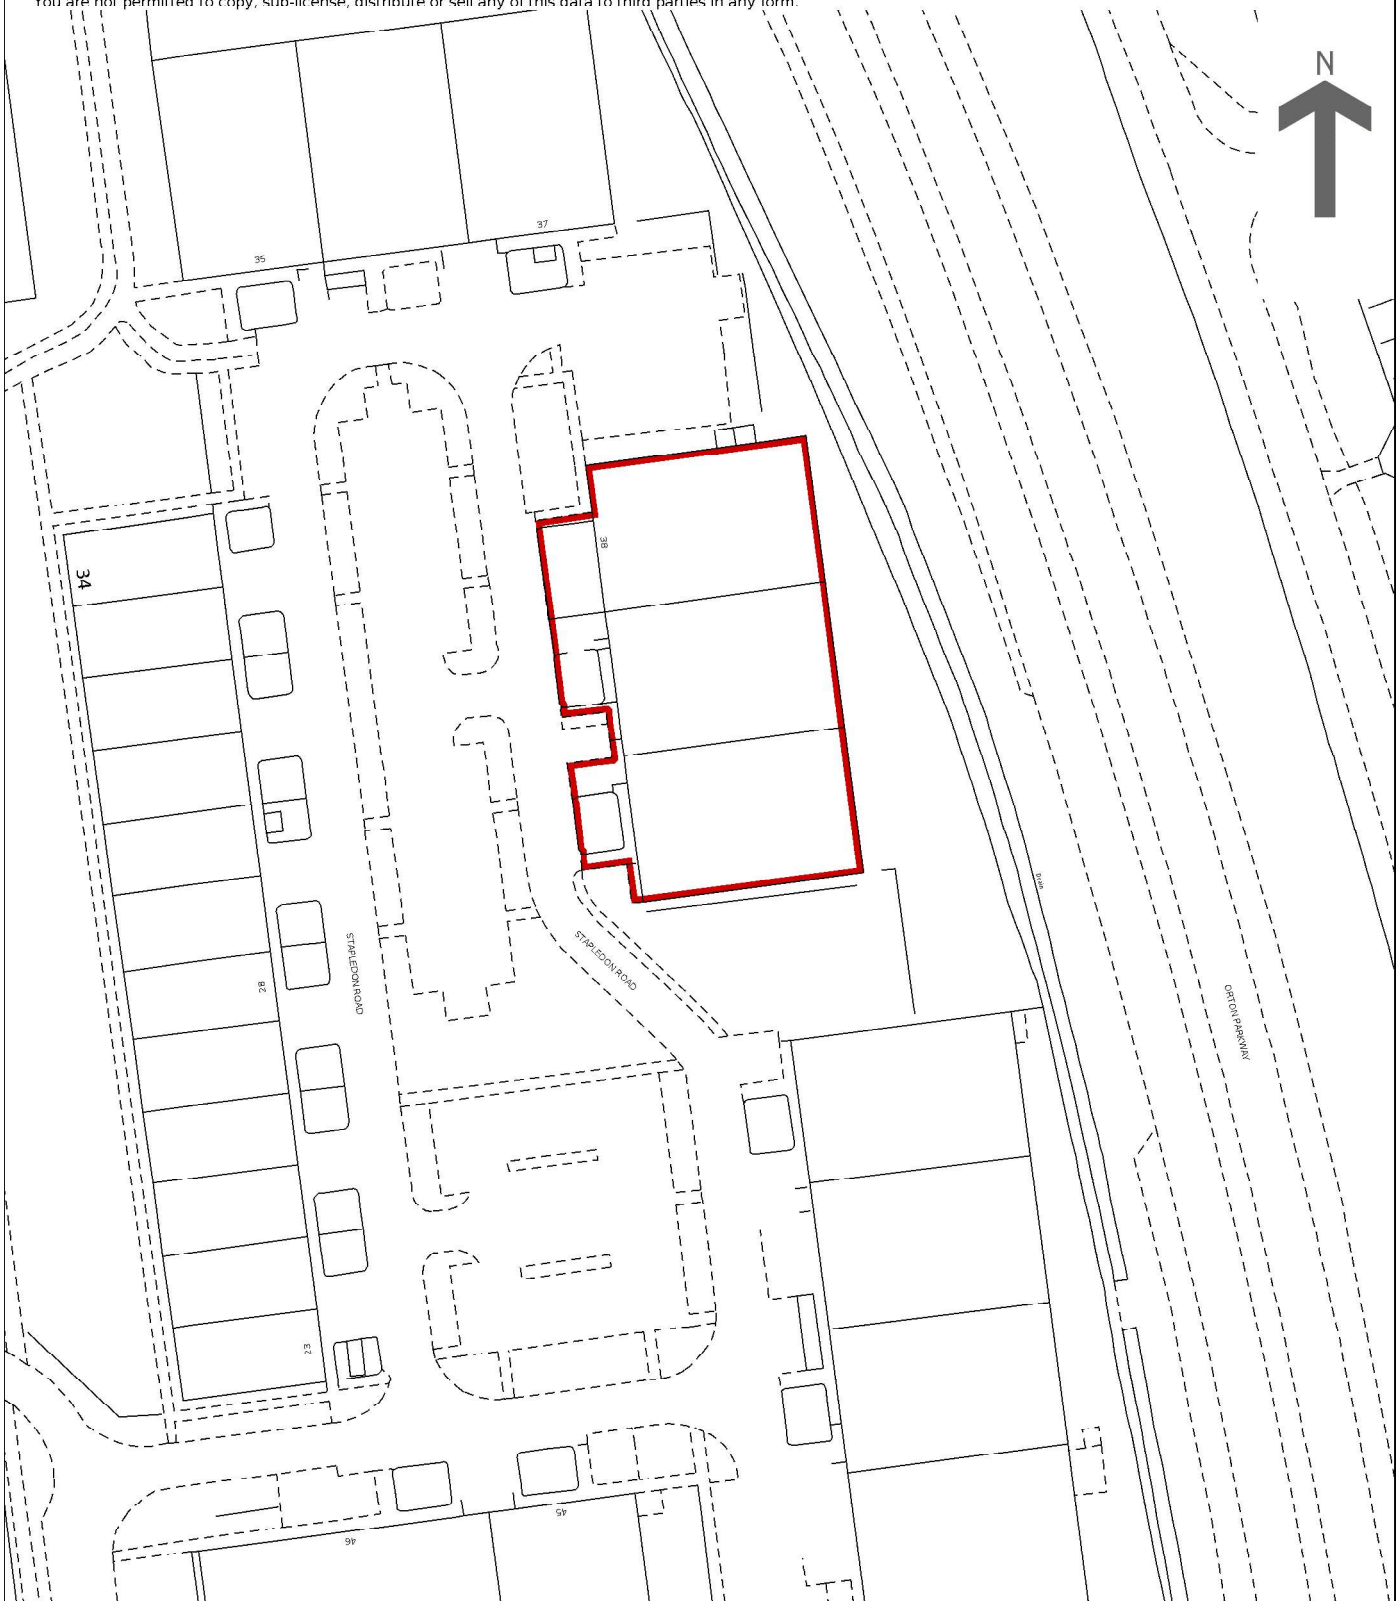 You are not permitted to copy, sub-license, distribute or sell any of this data to third parties in any form.
N
37
35
38
34
Drain
STAPLEDON ROAD
STAPLEDON ROAD
28
ORTON PARKWAY
23
45
46